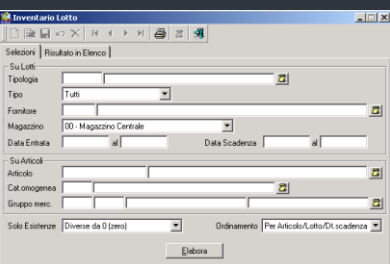 Inventario Lotto
Selezioni Risultato in Elenco
Su Lotti
Tipologia
Tipo Tutti
Fornitore
Magazzino 00 - Magazzino Centrale
Data Entrata al Data Scadenza al
Su Articoli
Articolo
Cat.omogenea
Gruppo merc.
Solo Esistenze Diverse da 0 (zero) Ordinamento Per Articolo/Lotto/Dt.scadenza
Elabora